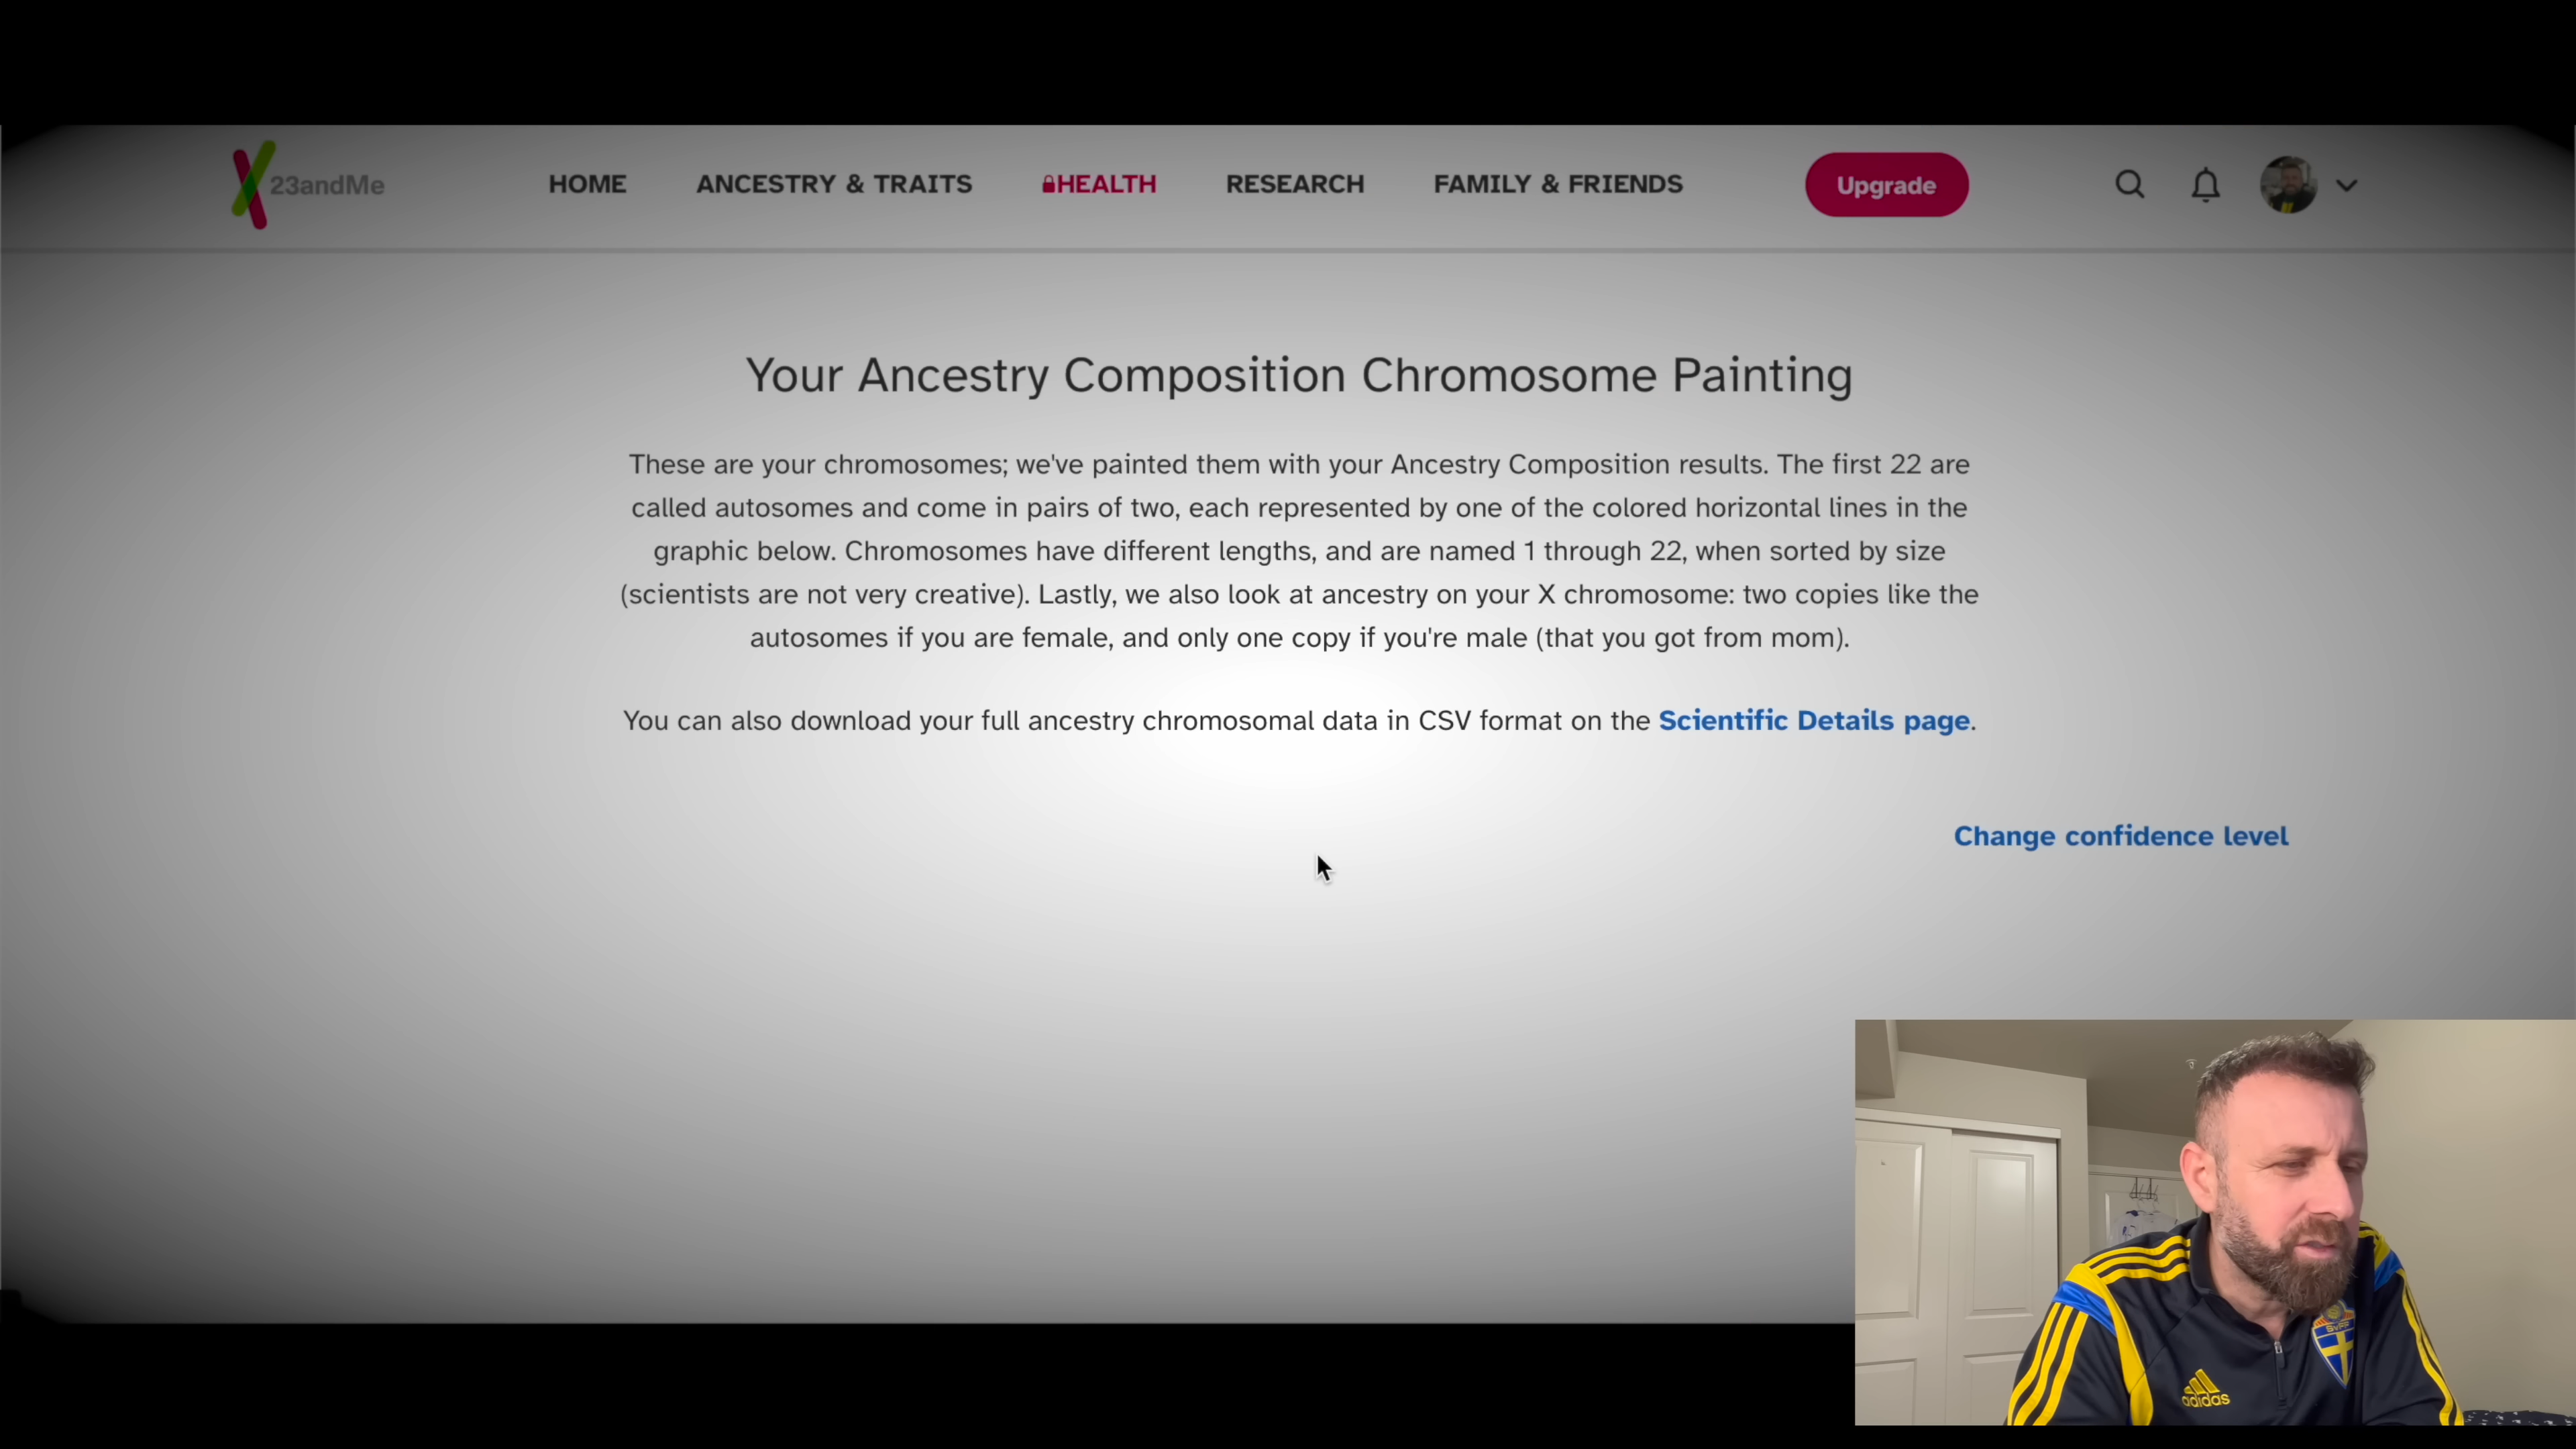 23andMe
HOME
ANCESTRY & TRAITS
HEALTH
RESEARCH
FAMILY & FRIENDS
Upgrade
Your Ancestry Composition Chromosome Painting
These are your chromosomes; we've painted them with your Ancestry Composition results. The first 22 are
called autosomes and come in pairs of two, each represented by one of the colored horizontal lines in the
graphic below. Chromosomes have different lengths, and are named 1 through 22, when sorted by size
(scientists are not very creative). Lastly, we also look at ancestry on your X chromosome: two copies like the
autosomes if you are female, and only one copy if you're male (that you got from mom).
You can also download your full ancestry chromosomal data in CSV format on the Scientific Details page.
Change confidence level
SvFF
adidas